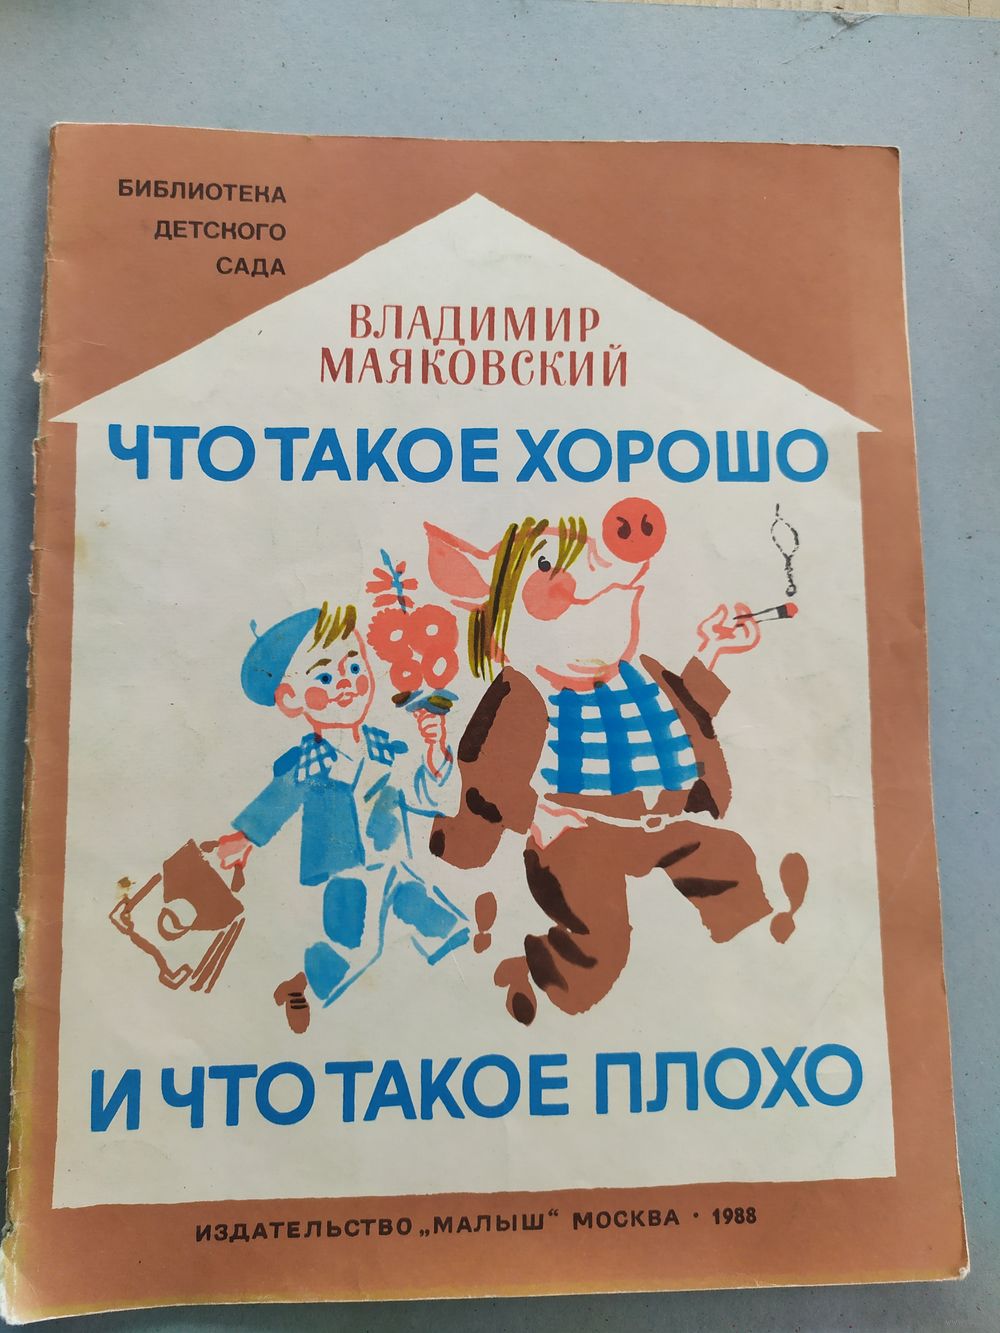 БИБЛИОТЕКА
ДЕТСКОГО
САДА
ВЛАДИМИР
МАЯКОВСКИЙ
ЧТО ТАКОЕ ХОРОШО
И ЧТО ТАКОЕ ПЛОХО
ИЗДАТЕЛЬСТВО „МАЛЫШ“ МОСКВА · 1988